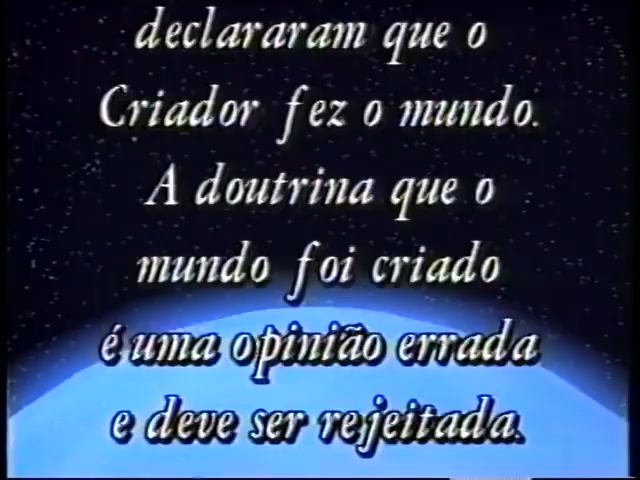 declararam que o
Criador fez o mundo.
A doutrina que o
mundo foi criado
é uma opinião errada
e deve ser rejeitada.